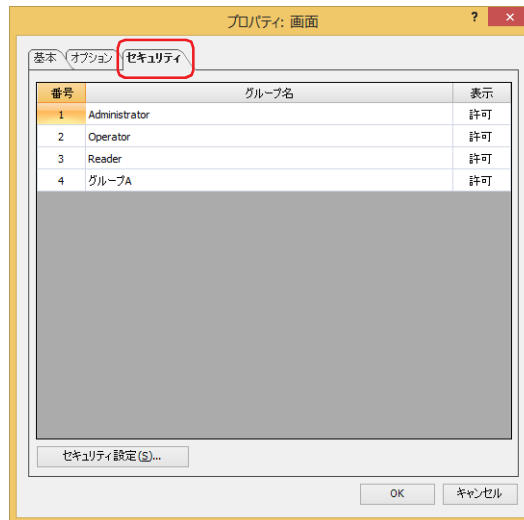 プロパティ: 画面
? ×
基本 オプション セキュリティ
番号 グループ名 表示
1 Administrator 許可
2 Operator 許可
3 Reader 許可
4 グループA 許可
セキュリティ設定(S)...
OK キャンセル